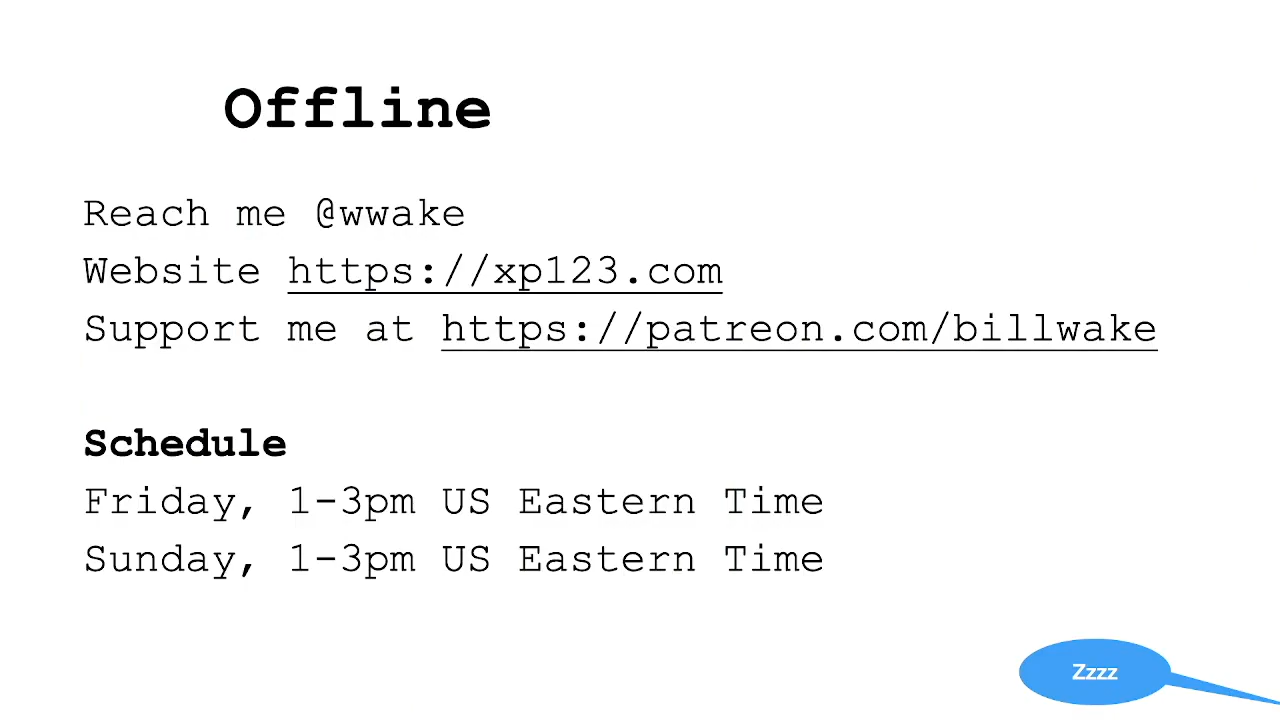 Offline
Reach me @wwake
Website https://xp123.com
Support me at https://patreon.com/billwake
Schedule
Friday, 1-3pm US Eastern Time
Sunday, 1-3pm US Eastern Time
Zzzz